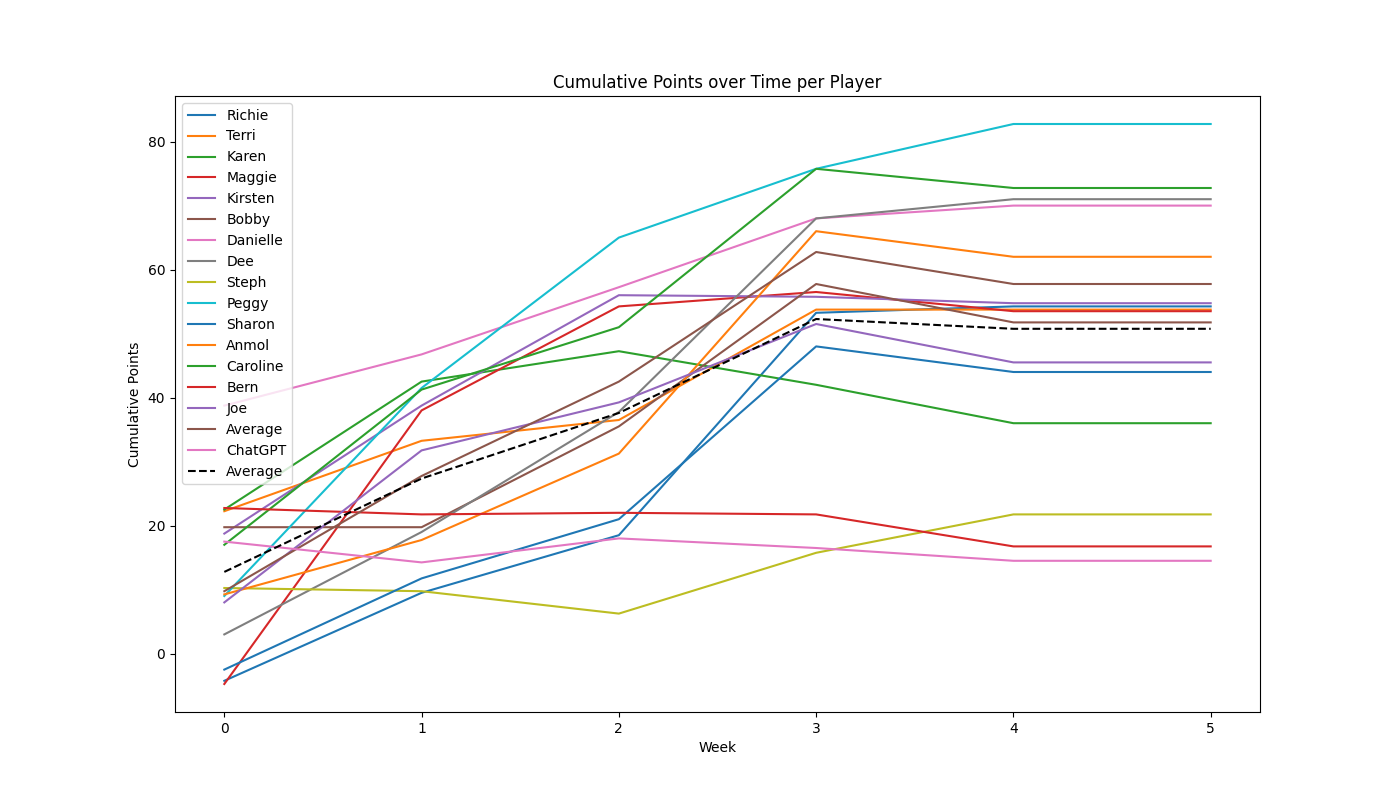 Cumulative Points over Time per Player
Richie
Terri
Karen
Maggie
Kirsten
Bobby
Danielle
Dee
Steph
Peggy
Sharon
Anmol
Caroline
Bern
Joe
Average
ChatGPT
Average
Cumulative Points
80
60
40
20
0
0 1 2 3 4 5
Week